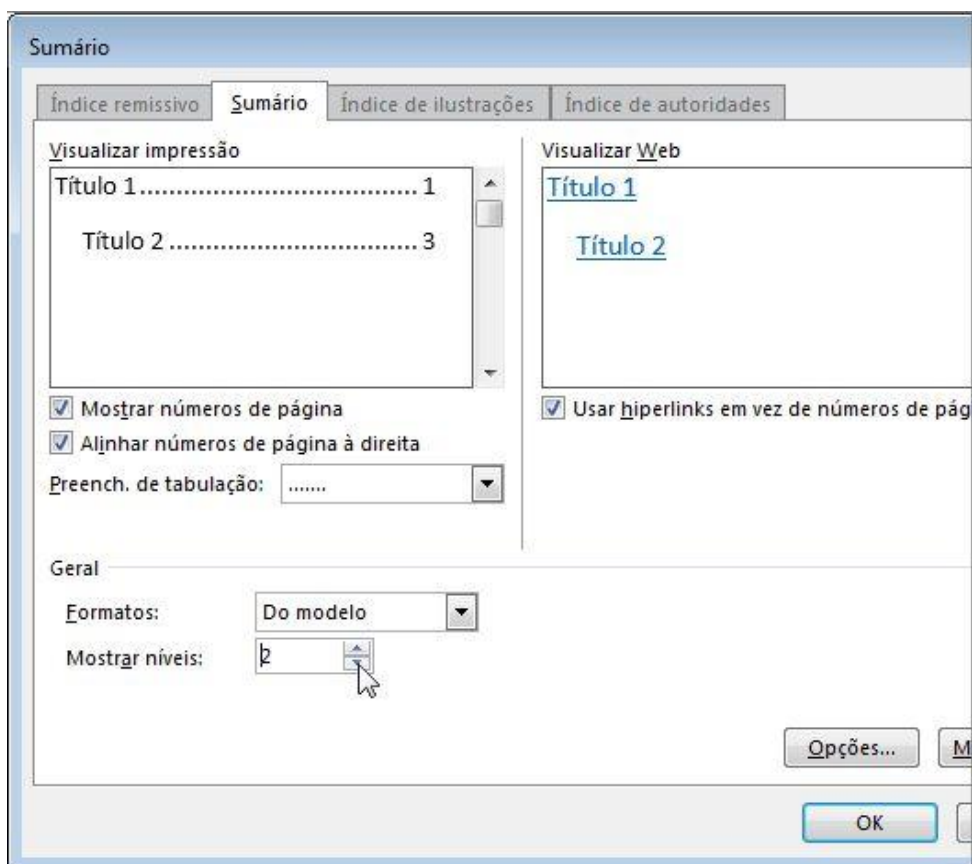 Sumário
Índice remissivo Sumário Índice de ilustrações Índice de autoridades
Visualizar impressão
Título 1....................................... 1
Título 2 ................................... 3
Visualizar Web
Título 1
Título 2
Mostrar números de página
Alinhar números de página à direita
Preench. de tabulação: .......
Usar hiperlinks em vez de números de pág
Geral
Formatos: Do modelo
Mostrar níveis: 2
Opções... M
OK